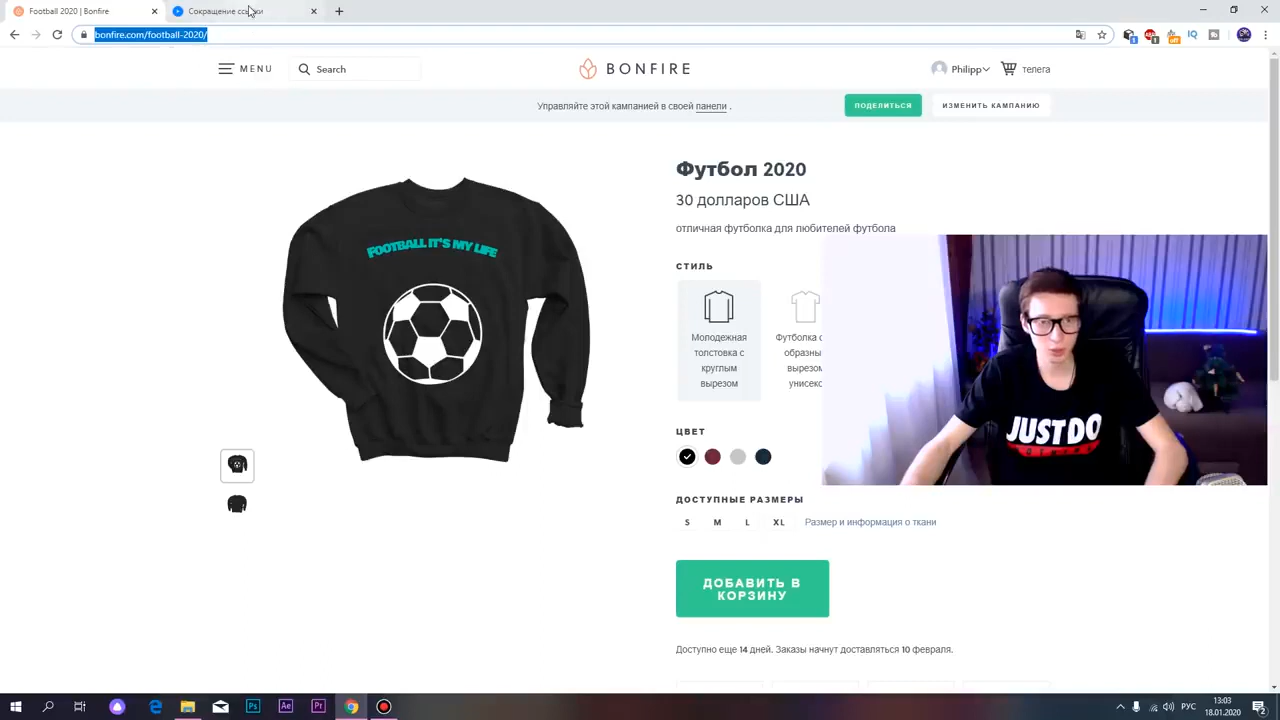 Football 2020 | Bonfire
Сокращение ссылки
bonfire.com/football-2020/
MENU
Search
BONFIRE
Philipp
телега
Управляйте этой кампанией в своей панели .
ПОДЕЛИТЬСЯ
ИЗМЕНИТЬ КАМПАНИЮ
Футбол 2020
30 долларов США
отличная футболка для любителей футбола
FOOTBALL IT'S MY LIFE
СТИЛЬ
Молодежная
толстовка с
круглым
вырезом
Футболка с
образны
вырезом
унисекс
JUST DO
ЦВЕТ
ДОСТУПНЫЕ РАЗМЕРЫ
S M L XL Размер и информация о ткани
ДОБАВИТЬ В
КОРЗИНУ
Доступно еще 14 дней. Заказы начнут доставляться 10 февраля.
РУС
13:03
18.01.2020